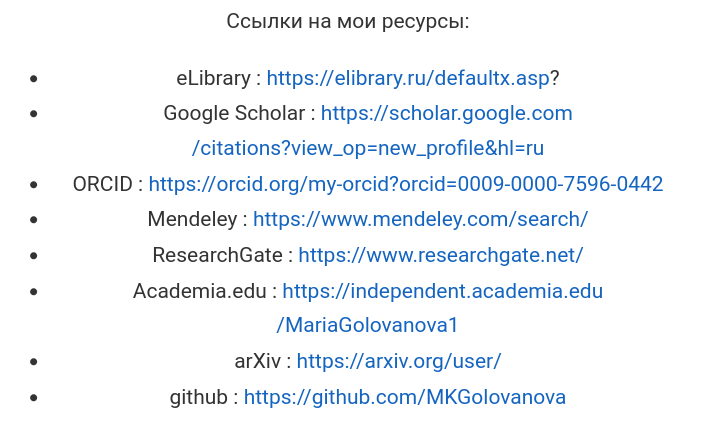 Ссылки на мои ресурсы:
• eLibrary : https://elibrary.ru/defaultx.asp?
• Google Scholar : https://scholar.google.com
/citations?view_op=new_profile&hl=ru
• ORCID : https://orcid.org/my-orcid?orcid=0009-0000-7596-0442
• Mendeley : https://www.mendeley.com/search/
• ResearchGate : https://www.researchgate.net/
• Academia.edu : https://independent.academia.edu
/MariaGolovanova1
• arXiv : https://arxiv.org/user/
• github : https://github.com/MKGolovanova